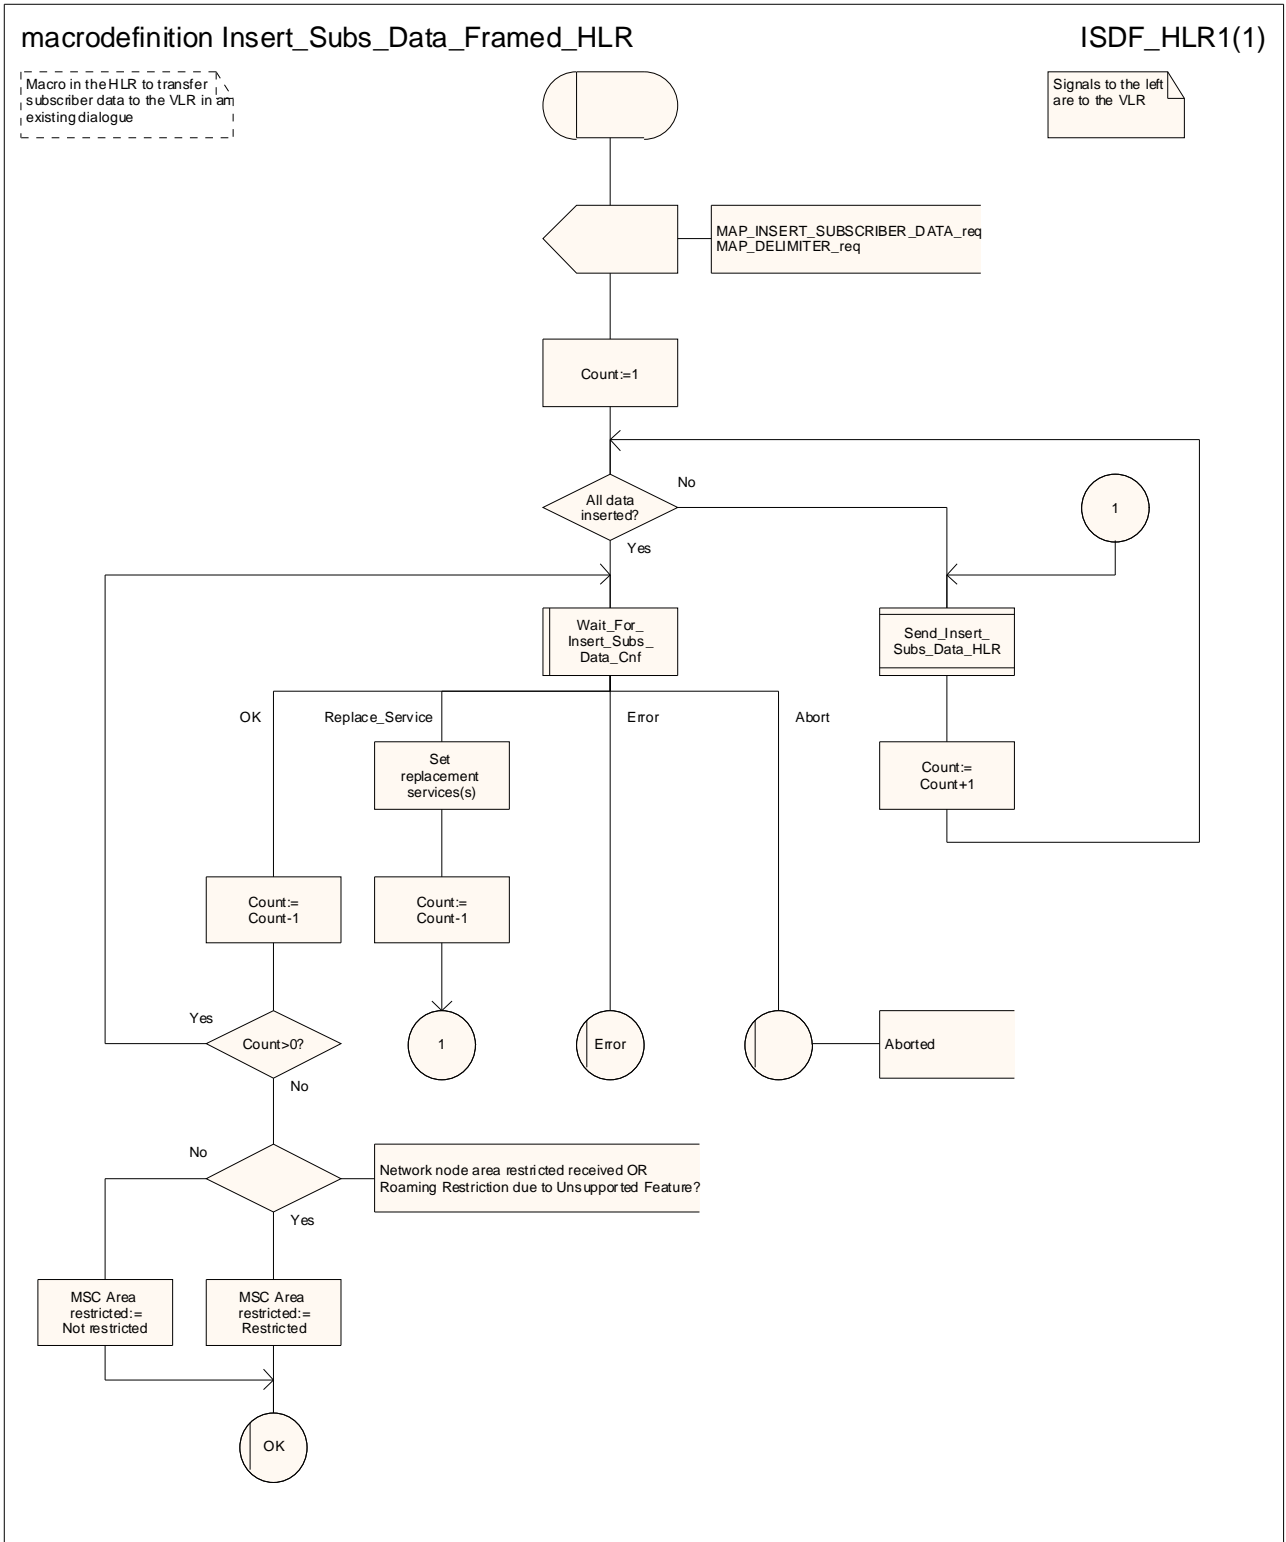 macrodefinition Insert_Subs_Data_Framed_HLR
ISDF_HLR1(1)
Macro in the HLR to transfer
subscriber data to the VLR in an
existing dialogue
Signals to the left
are to the VLR
MAP_INSERT_SUBSCRIBER_DATA_req
MAP_DELIMITER_req
Count:=1
All data
inserted?
No
Yes
1
Wait_For_
Insert_Subs_
Data_Cnf
Send_Insert_
Subs_Data_HLR
OK
Replace_Service
Error
Abort
Set
replacement
services(s)
Count:=
Count+1
Count:=
Count-1
Count:=
Count-1
Yes
Count>0?
No
1
Error
Aborted
No
Network node area restricted received OR
Roaming Restriction due to Unsupported Feature?
Yes
MSC Area
restricted:=
Not restricted
MSC Area
restricted:=
Restricted
OK